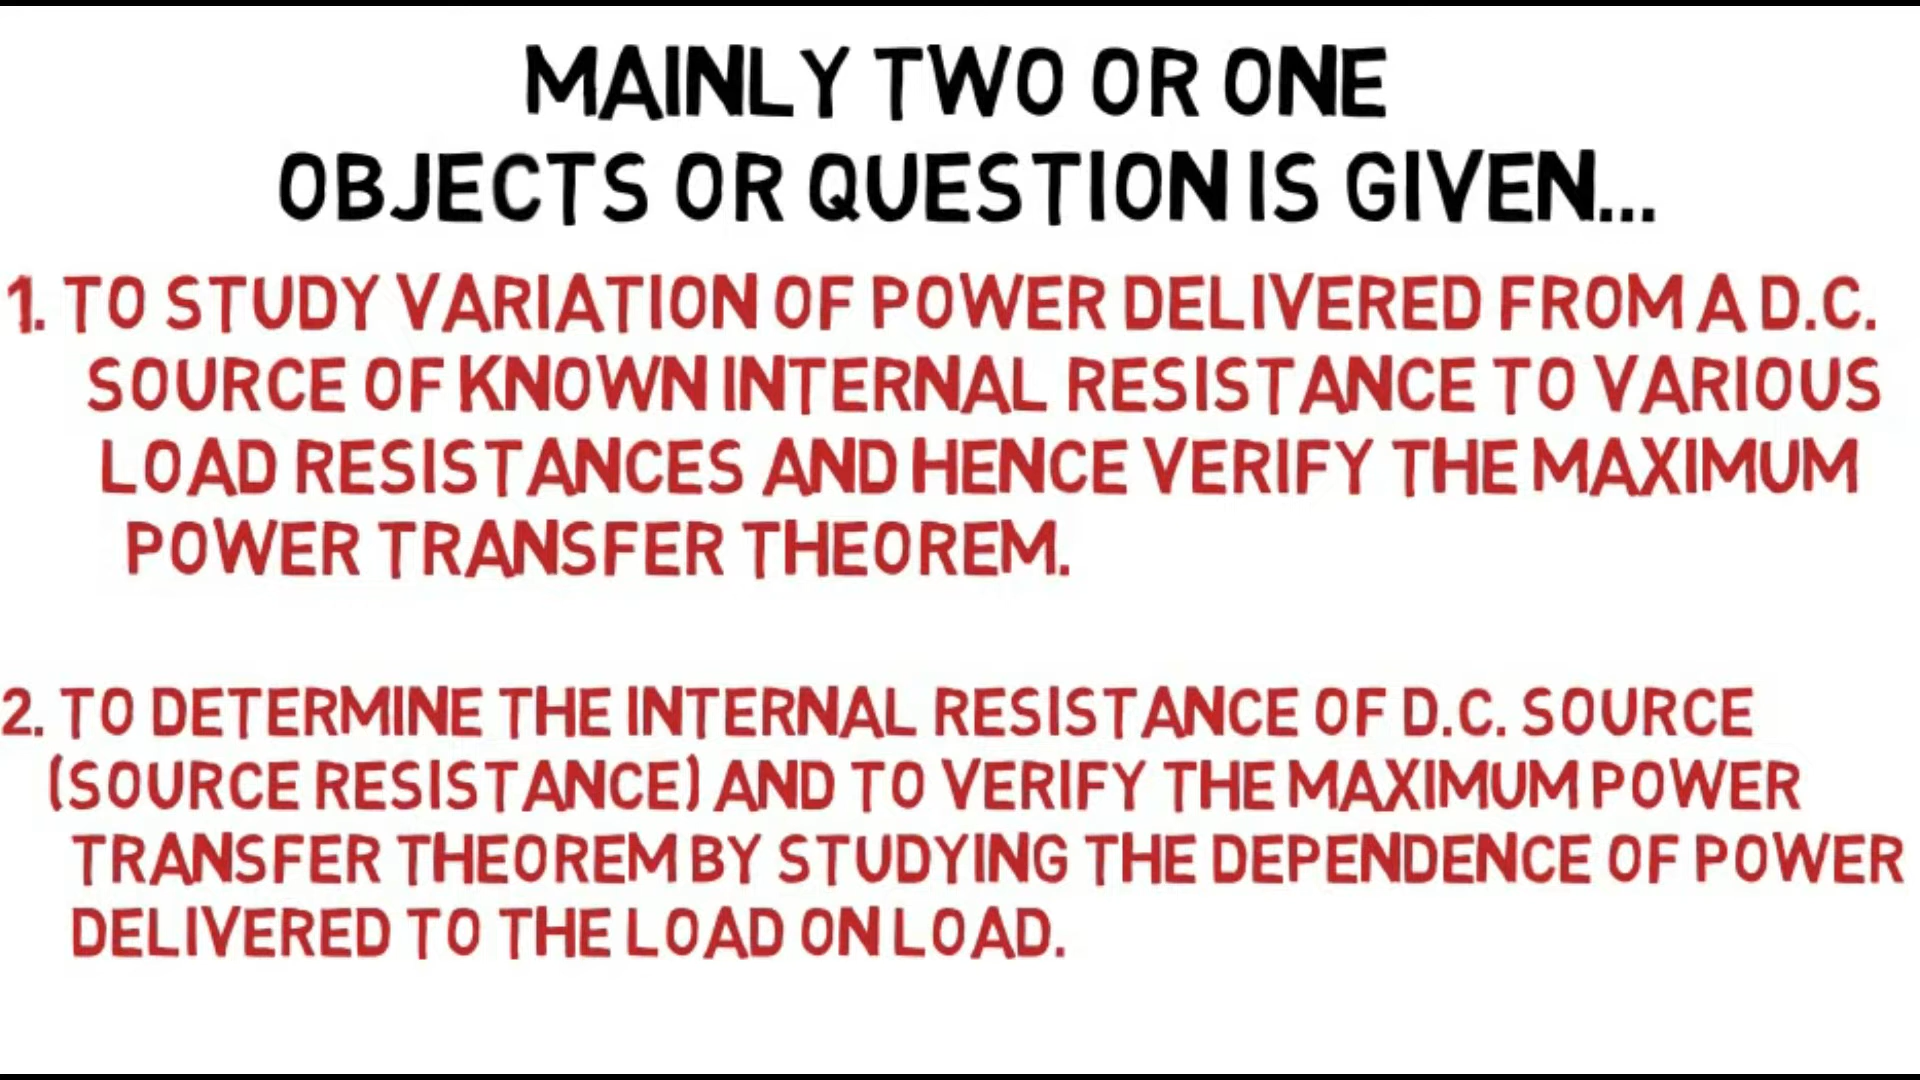 MAINLY TWO OR ONE
OBJECTS OR QUESTION IS GIVEN...
1. TO STUDY VARIATION OF POWER DELIVERED FROM A D.C.
SOURCE OF KNOWN INTERNAL RESISTANCE TO VARIOUS
LOAD RESISTANCES AND HENCE VERIFY THE MAXIMUM
POWER TRANSFER THEOREM.
2. TO DETERMINE THE INTERNAL RESISTANCE OF D.C. SOURCE
(SOURCE RESISTANCE) AND TO VERIFY THE MAXIMUM POWER
TRANSFER THEOREM BY STUDYING THE DEPENDENCE OF POWER
DELIVERED TO THE LOAD ON LOAD.